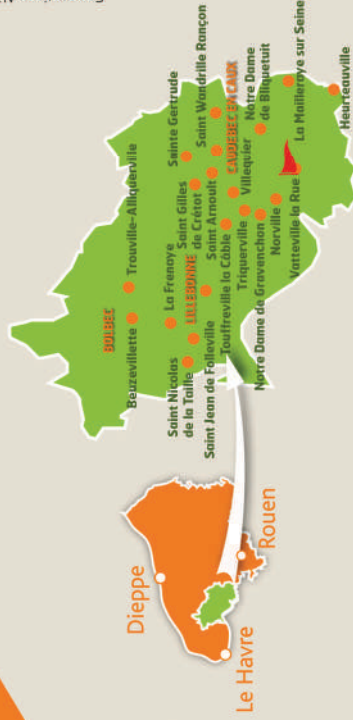 Dieppe
Le Havre
Rouen
BOLBEC
Beuzevillette
Trouville-Alliquerville
La Frenaye
LILLEBONNE
Saint Nicolas
de la Taille
Saint Jean de Folleville
Saint Gilles
de Crétot
Sainte Gertrude
Saint Wandrille Rançon
Saint Arnoult
CAUDEBEC EN CAUX
Touffreville la Câble
Triquerville
Villequier
Notre Dame
de Bliquetuit
Notre Dame de Gravenchon
Norville
Vatteville la Rue
La Mailleraye sur Seine
Heurteauville